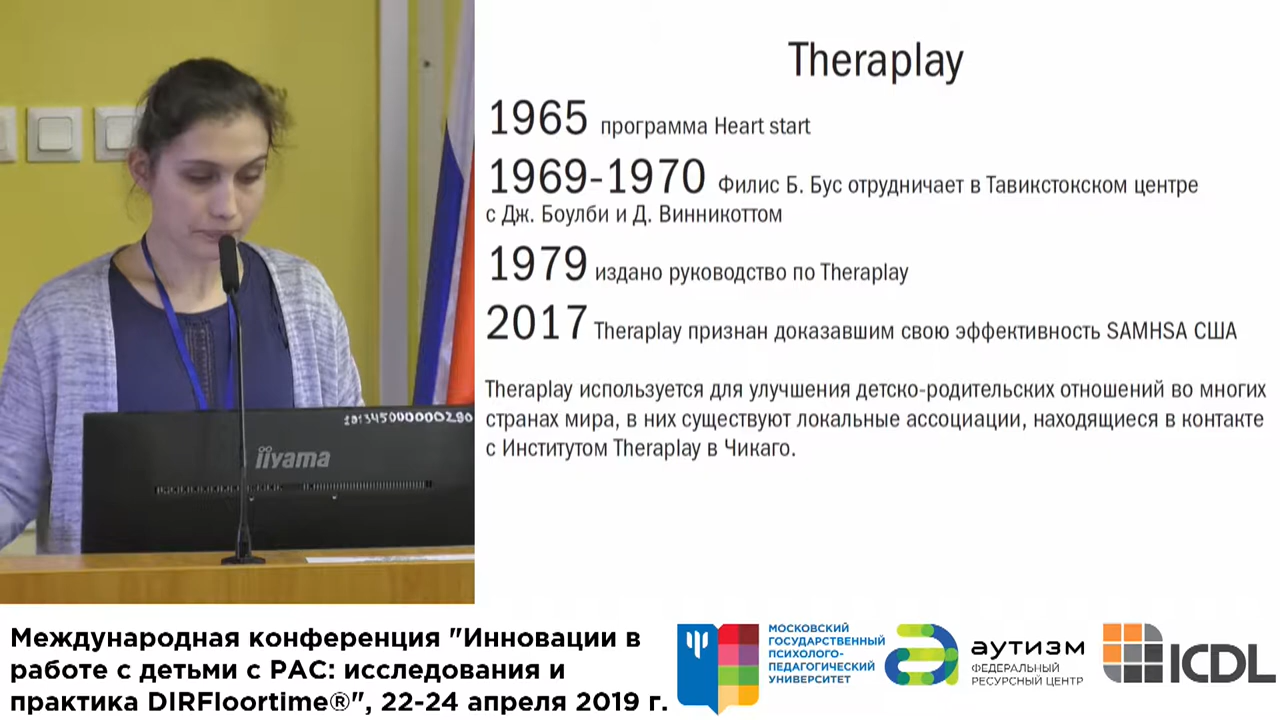 Theraplay
1965 программа Heart start
1969-1970 Филис Б. Бус отрудничает в Тавикстокском центре
с Дж. Боулби и Д. Винникоттом
1979 издано руководство по Theraplay
2017 Theraplay признан доказавшим свою эффективность SAMHSA США
Theraplay используется для улучшения детско-родительских отношений во многих
странах мира, в них существуют локальные ассоциации, находящиеся в контакте
с Институтом Theraplay в Чикаго.
101345000000290
iiyama
Международная конференция "Инновации в
работе с детьми с РАС: исследования и
практика DIRFloortime®", 22-24 апреля 2019 г.
МОСКОВСКИЙ
ГОСУДАРСТВЕННЫЙ
ПСИХОЛОГО-
ПЕДАГОГИЧЕСКИЙ
УНИВЕРСИТЕТ
аутизм
ФЕДЕРАЛЬНЫЙ
РЕСУРСНЫЙ ЦЕНТР
ICDL